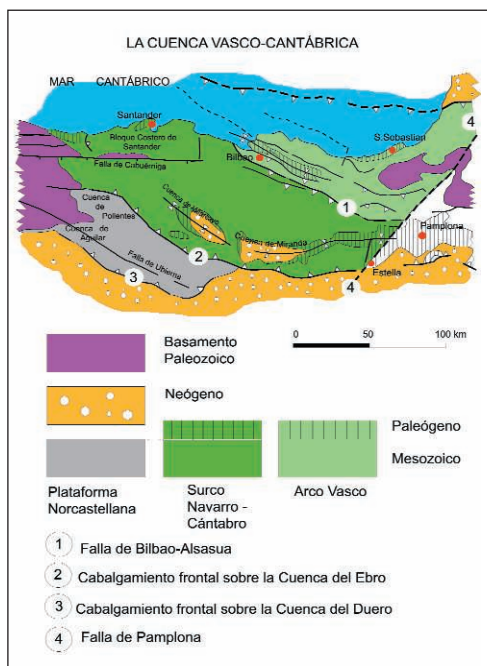 LA CUENCA VASCO-CANTÁBRICA
MAR CANTÁBRICO
Santander
Bloque Costero de
Santander
S.Sebastian
4
Falla de Cabuérniga
Bilbao
Cuenca
de
Polientes
1
Pamplona
Cuenca de
Aguilar
Cuenca de Miranda
2
Falla de Ubierna
3
Estella
4
Basamento
Paleozoico
0 50 100 km
Neógeno
Paleógeno
Mesozoico
Plataforma
Norcastellana
Surco
Navarro -
Cántabro
Arco Vasco
1 Falla de Bilbao-Alsasua
2 Cabalgamiento frontal sobre la Cuenca del Ebro
3 Cabalgamiento frontal sobre la Cuenca del Duero
4 Falla de Pamplona